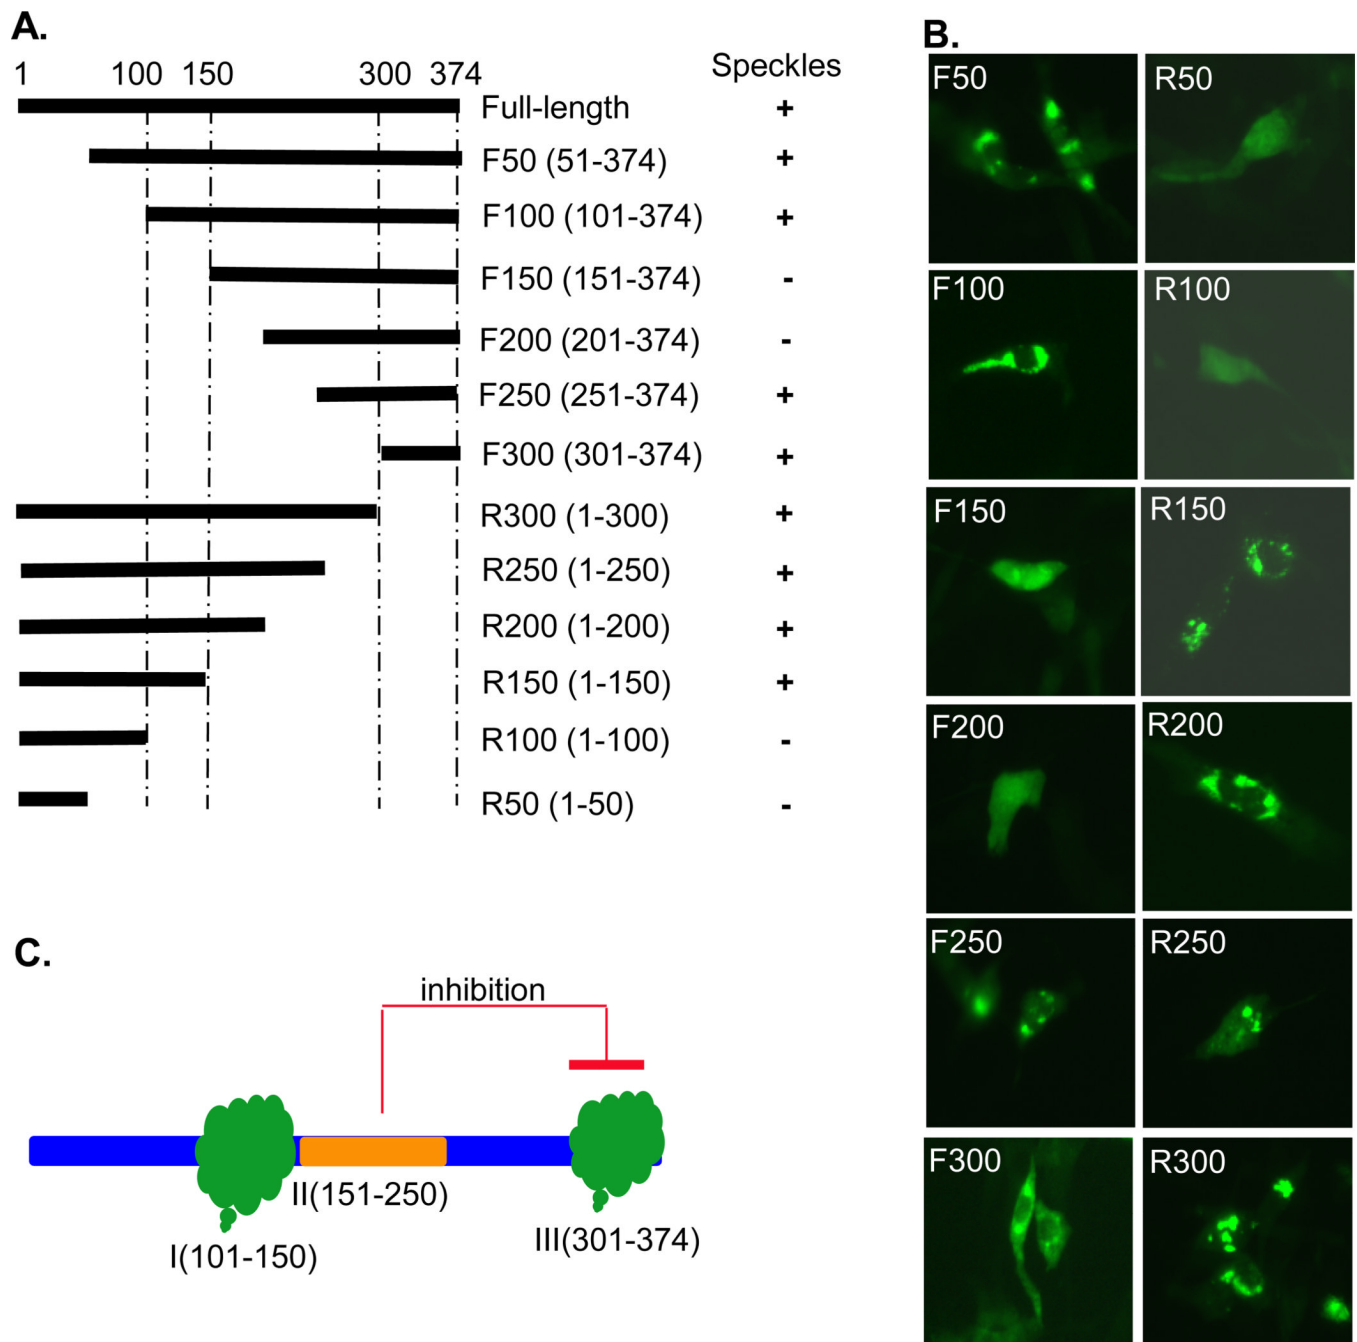 A.
1 100 150 300 374 Speckles
Full-length +
F50 (51-374) +
F100 (101-374) +
F150 (151-374) -
F200 (201-374) -
F250 (251-374) +
F300 (301-374) +
R300 (1-300) +
R250 (1-250) +
R200 (1-200) +
R150 (1-150) +
R100 (1-100) -
R50 (1-50) -
B.
F50 R50
F100 R100
F150 R150
F200 R200
F250 R250
F300 R300
C.
inhibition
II(151-250)
I(101-150)
III(301-374)